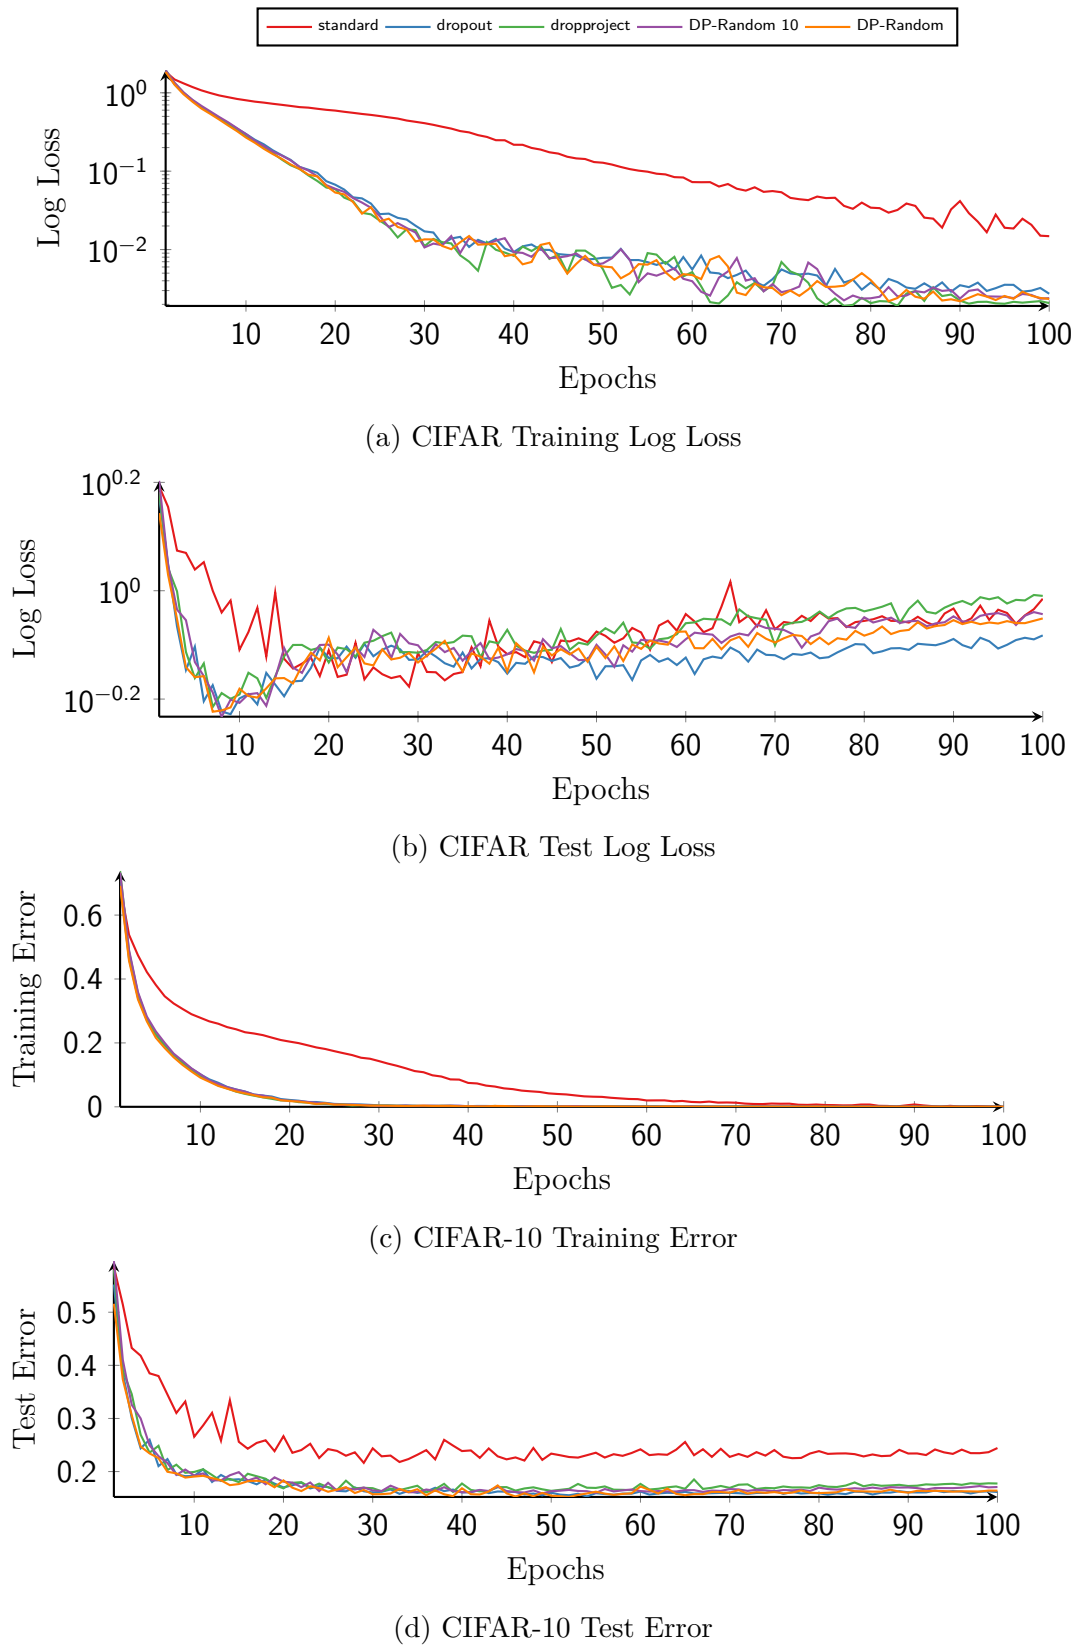 standard dropout dropproject DP-Random 10 DP-Random
10^0
10^−1
10^−2
Log Loss
10 20 30 40 50 60 70 80 90 100
Epochs
(a) CIFAR Training Log Loss
10^0.2
10^0
10^−0.2
Log Loss
10 20 30 40 50 60 70 80 90 100
Epochs
(b) CIFAR Test Log Loss
0.6
0.4
0.2
0
Training Error
10 20 30 40 50 60 70 80 90 100
Epochs
(c) CIFAR-10 Training Error
0.5
0.4
0.3
0.2
Test Error
10 20 30 40 50 60 70 80 90 100
Epochs
(d) CIFAR-10 Test Error